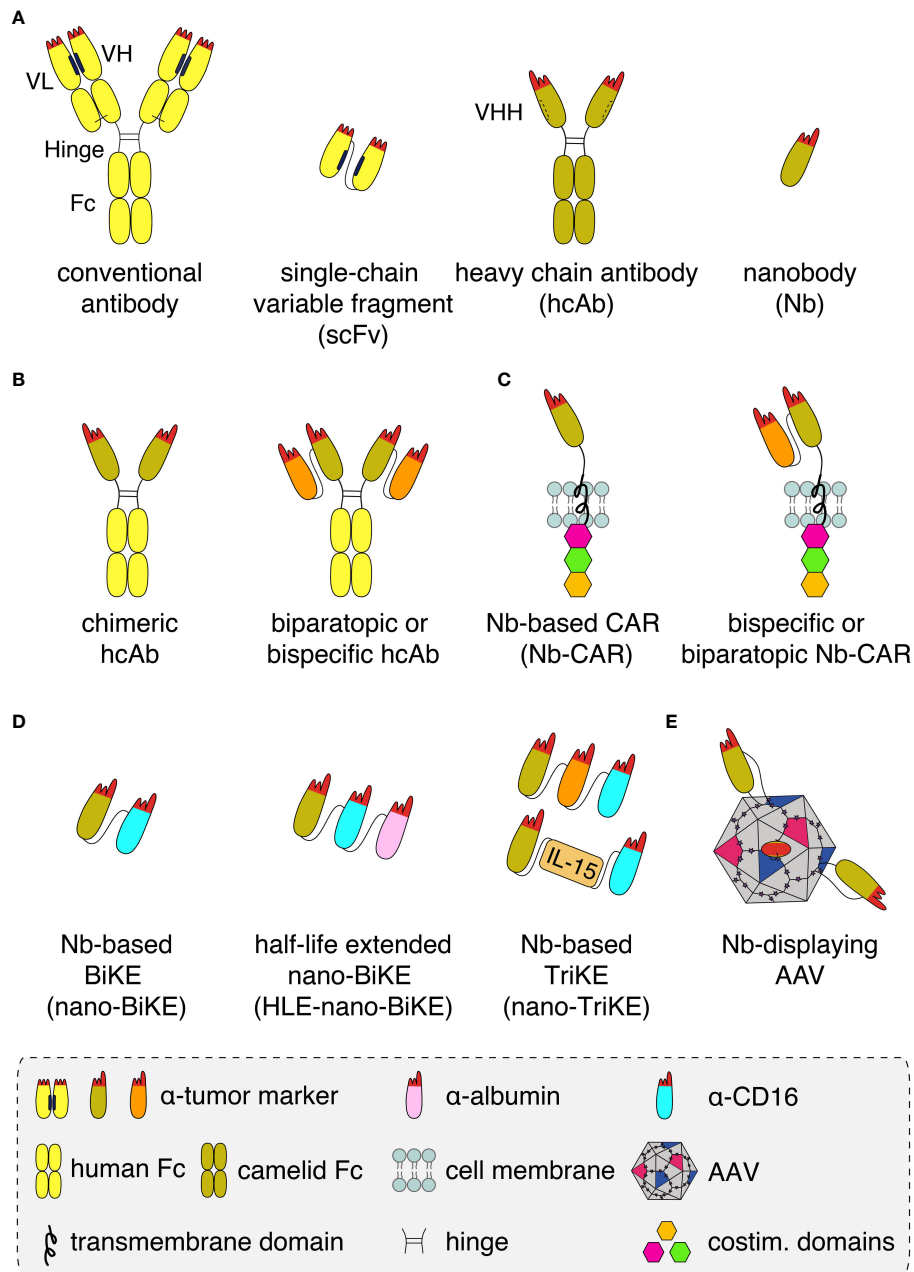 A
VH
VL
Hinge
Fc
VHH
conventional
antibody
single-chain
variable fragment
(scFv)
heavy chain antibody
(hcAb)
nanobody
(Nb)
B
chimeric
hcAb
biparatopic or
bispecific hcAb
C
Nb-based CAR
(Nb-CAR)
bispecific or
biparatopic Nb-CAR
D
IL-15
Nb-based
BiKE
(nano-BiKE)
half-life extended
nano-BiKE
(HLE-nano-BiKE)
Nb-based
TriKE
(nano-TriKE)
E
Nb-displaying
AAV
α-tumor marker
α-albumin
α-CD16
human Fc
camelid Fc
cell membrane
AAV
transmembrane domain
hinge
costim. domains